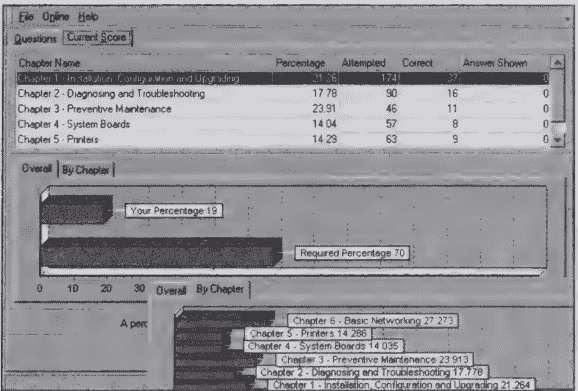 File Online Help
Questions Current Score
Chapter Name Percentage Attempted Correct Answer Shown
Chapter 1 - Installation, Configuration and Upgrading 21.26 174 37 0
Chapter 2 - Diagnosing and Troubleshooting 17.78 90 16 0
Chapter 3 - Preventive Maintenance 23.91 46 11 0
Chapter 4 - System Boards 14.04 57 8 0
Chapter 5 - Printers 14.29 63 9 0
Overall By Chapter
Your Percentage 19
Required Percentage 70
0 10 20 30
Overall By Chapter
A perc
Chapter 6 - Basic Networking 27.273
Chapter 5 - Printers 14.286
Chapter 4 - System Boards 14.035
Chapter 3 - Preventive Maintenance 23.913
Chapter 2 - Diagnosing and Troubleshooting 17.778
Chapter 1 - Installation, Configuration and Upgrading 21.264